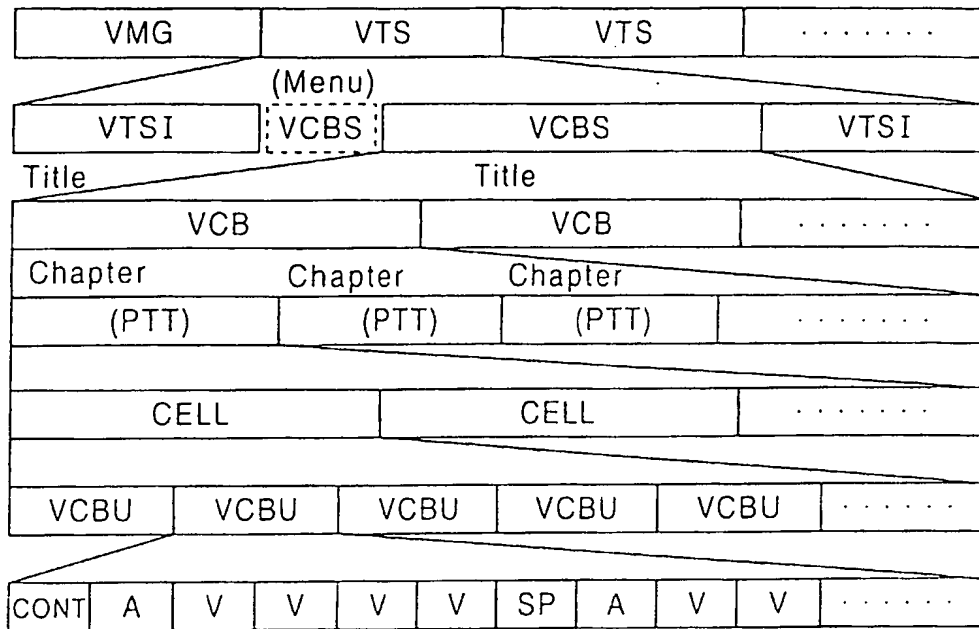 VMG VTS VTS .......
(Menu)
VTSI VCBS VCBS VTSI
Title Title
VCB VCB .......
Chapter Chapter Chapter
(PTT) (PTT) (PTT) .......
CELL CELL .......
VCBU VCBU VCBU VCBU VCBU ......
CONT A V V V V SP A V V ......